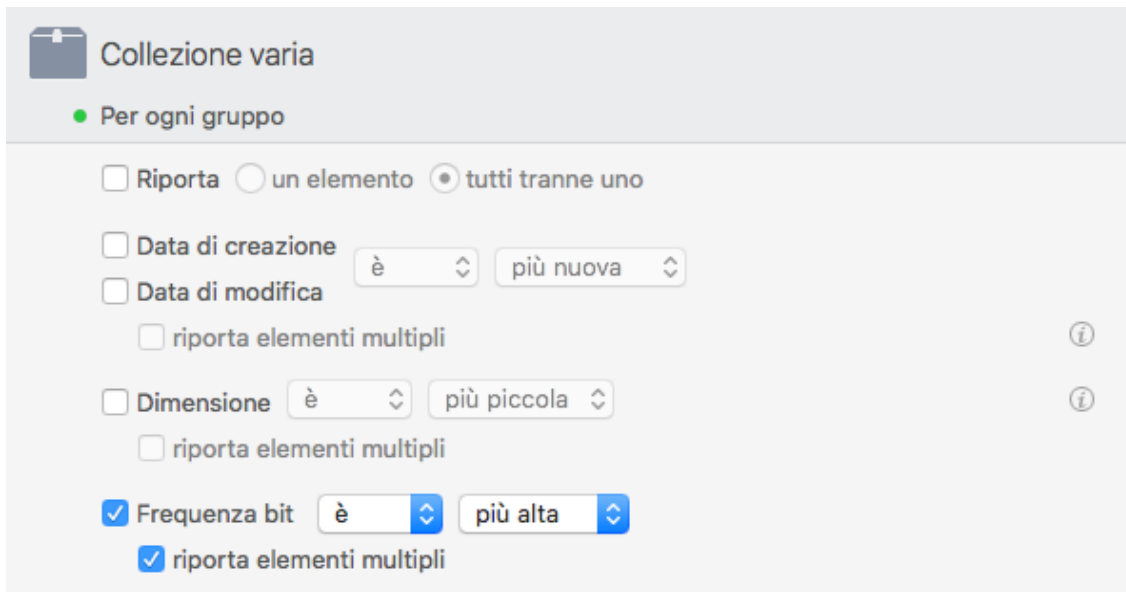 Collezione varia
Per ogni gruppo
Riporta un elemento tutti tranne uno
Data di creazione
è più nuova
Data di modifica
riporta elementi multipli
Dimensione è più piccola
riporta elementi multipli
Frequenza bit è più alta
riporta elementi multipli